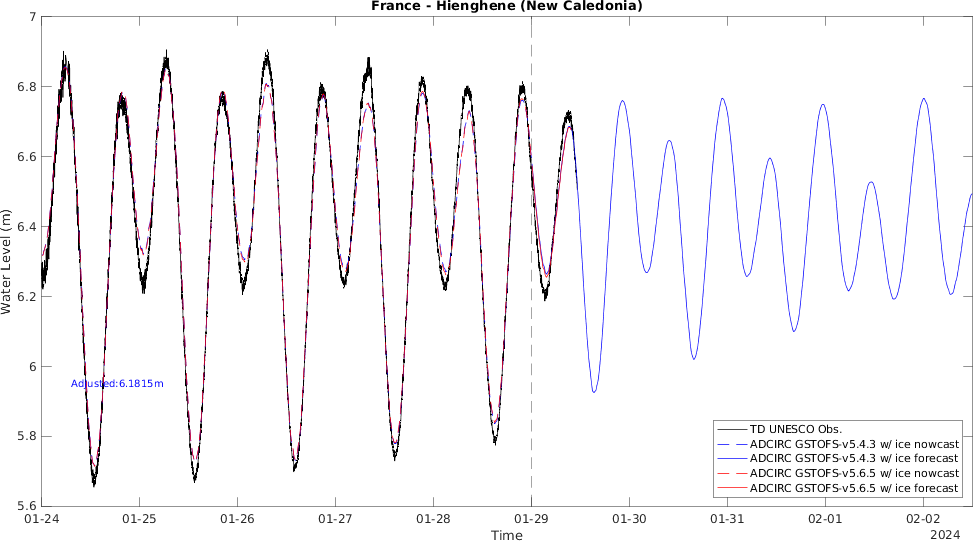 France - Hienghene (New Caledonia)
7
6.8
6.6
6.4
6.2
6
5.8
5.6
Water Level (m)
Adjusted:6.1815m
TD UNESCO Obs.
ADCIRC GSTOFS-v5.4.3 w/ ice nowcast
ADCIRC GSTOFS-v5.4.3 w/ ice forecast
ADCIRC GSTOFS-v5.6.5 w/ ice nowcast
ADCIRC GSTOFS-v5.6.5 w/ ice forecast
01-24 01-25 01-26 01-27 01-28 01-29 01-30 01-31 02-01 02-02
Time
2024